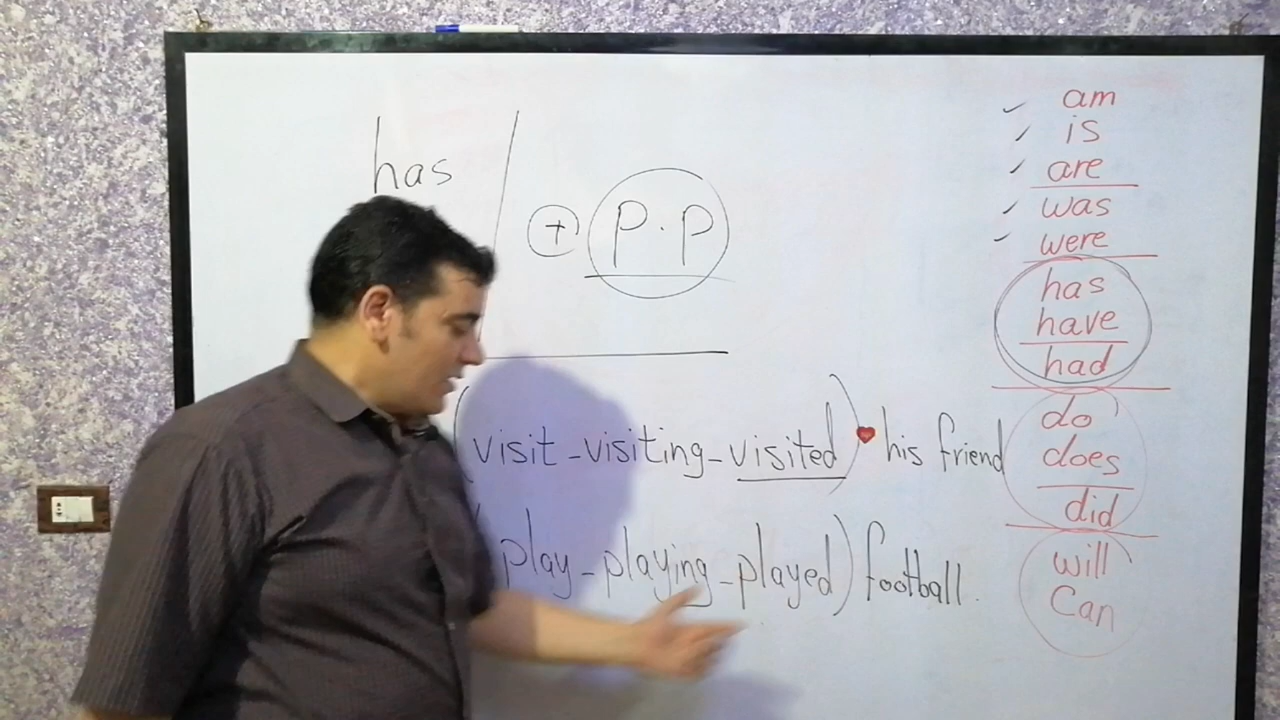 has
+ p.p
(visit - visiting - visited) his friend
play - playing - played) football.
am
is
are
was
were
has
have
had
do
does
did
will
Can